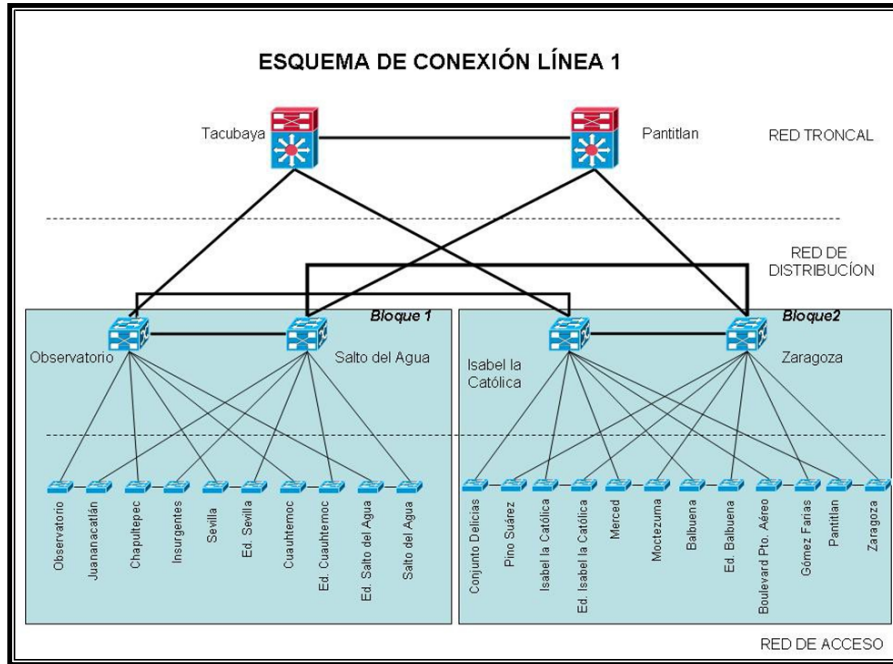 ESQUEMA DE CONEXIÓN LÍNEA 1
Tacubaya
Pantitlan
RED TRONCAL
RED DE
DISTRIBUCÍON
Bloque 1
Bloque2
Observatorio
Salto del Agua
Isabel la
Católica
Zaragoza
Observatorio
Juananacatlán
Chapultepec
Insurgentes
Sevilla
Ed. Sevilla
Cuauhtemoc
Ed. Cuauhtemoc
Ed. Salto del Agua
Salto del Agua
Conjunto Delicias
Pino Suárez
Isabel la Católica
Ed. Isabel la Católica
Merced
Moctezuma
Balbuena
Ed. Balbuena
Boulevard Pto. Aéreo
Gómez Farias
Pantitlan
Zaragoza
RED DE ACCESO